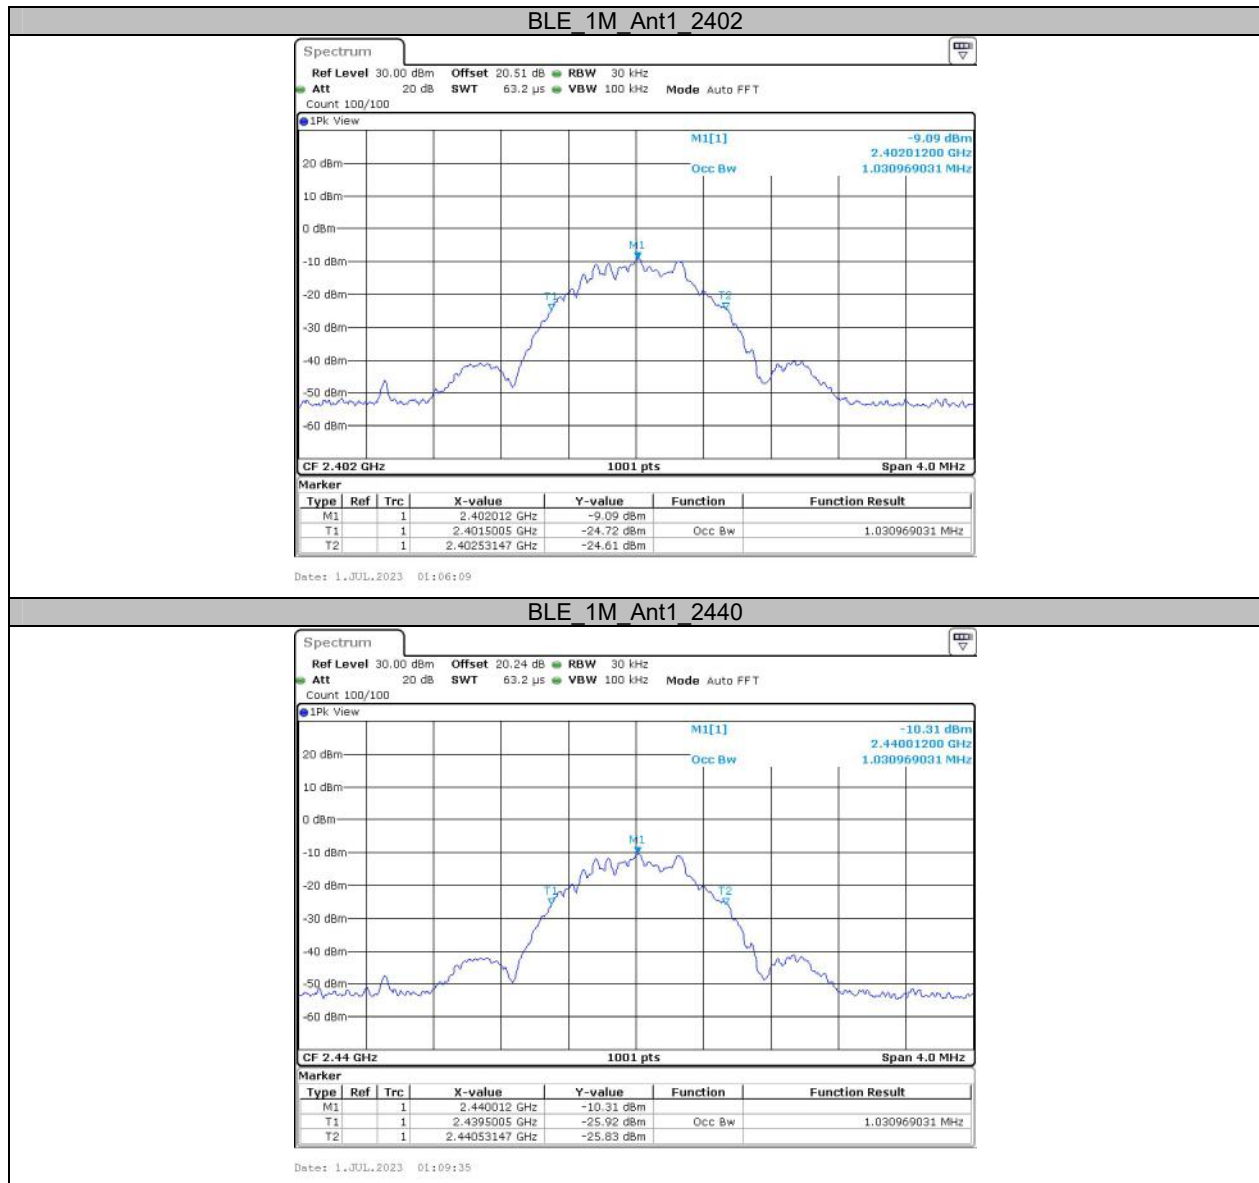 BLE_1M_Ant1_2402
Spectrum
Ref Level 30.00 dBm Offset 20.51 dB RBW 30 kHz
Att 20 dB SWT 63.2 µs VBW 100 kHz Mode Auto FFT
Count 100/100
1Pk View
M1[1] -9.09 dBm
2.40201200 GHz
20 dBm
Occ Bw 1.030969031 MHz
10 dBm
0 dBm
M1
-10 dBm
-20 dBm
T1 T2
-30 dBm
-40 dBm
-50 dBm
-60 dBm
CF 2.402 GHz 1001 pts Span 4.0 MHz
Marker
Type Ref Trc X-value Y-value Function Function Result
M1 1 2.402012 GHz -9.09 dBm
T1 1 2.4015005 GHz -24.72 dBm Occ Bw 1.030969031 MHz
T2 1 2.40253147 GHz -24.61 dBm
Date: 1.JUL.2023 01:06:09
BLE_1M_Ant1_2440
Spectrum
Ref Level 30.00 dBm Offset 20.24 dB RBW 30 kHz
Att 20 dB SWT 63.2 µs VBW 100 kHz Mode Auto FFT
Count 100/100
1Pk View
M1[1] -10.31 dBm
2.44001200 GHz
20 dBm
Occ Bw 1.030969031 MHz
10 dBm
0 dBm
M1
-10 dBm
-20 dBm
T1 T2
-30 dBm
-40 dBm
-50 dBm
-60 dBm
CF 2.44 GHz 1001 pts Span 4.0 MHz
Marker
Type Ref Trc X-value Y-value Function Function Result
M1 1 2.440012 GHz -10.31 dBm
T1 1 2.4395005 GHz -25.92 dBm Occ Bw 1.030969031 MHz
T2 1 2.44053147 GHz -25.83 dBm
Date: 1.JUL.2023 01:09:35